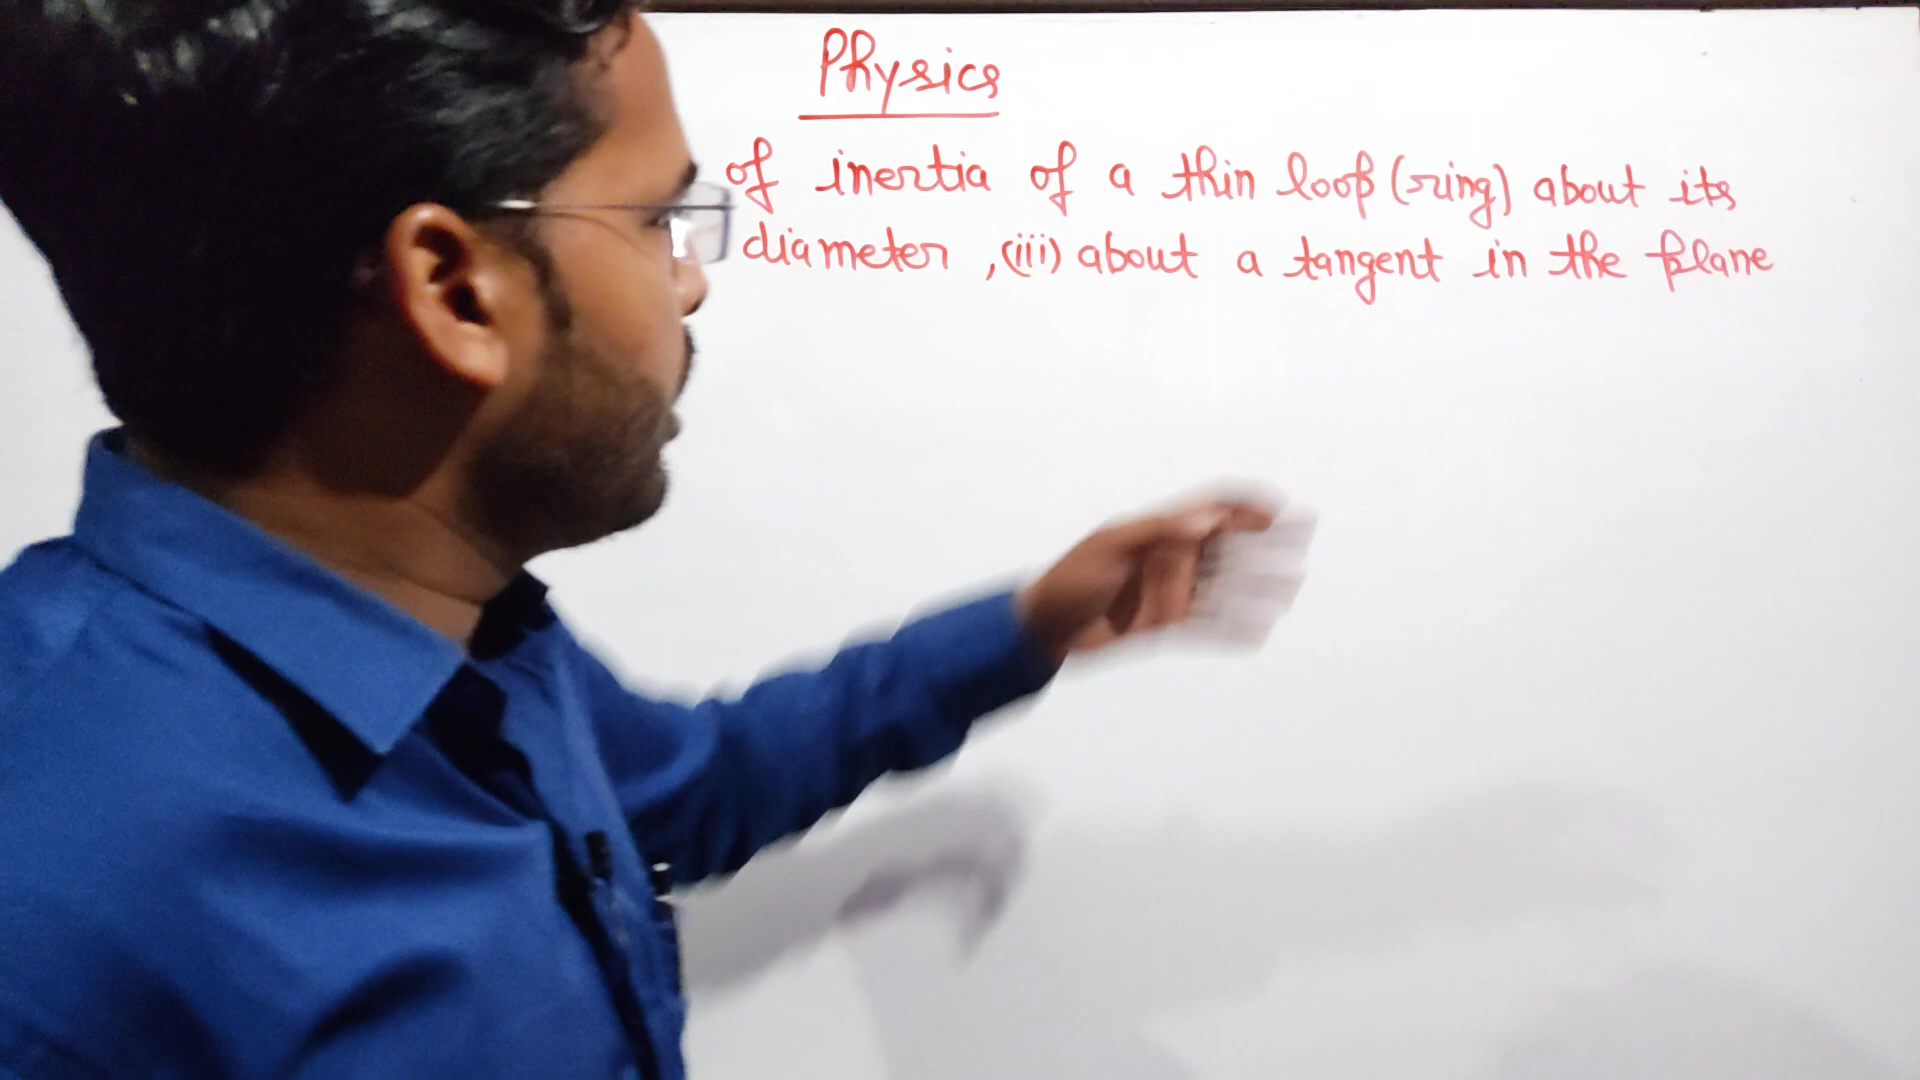 Physics
of inertia of a thin loop (ring) about its
diameter, (iii) about a tangent in the plane